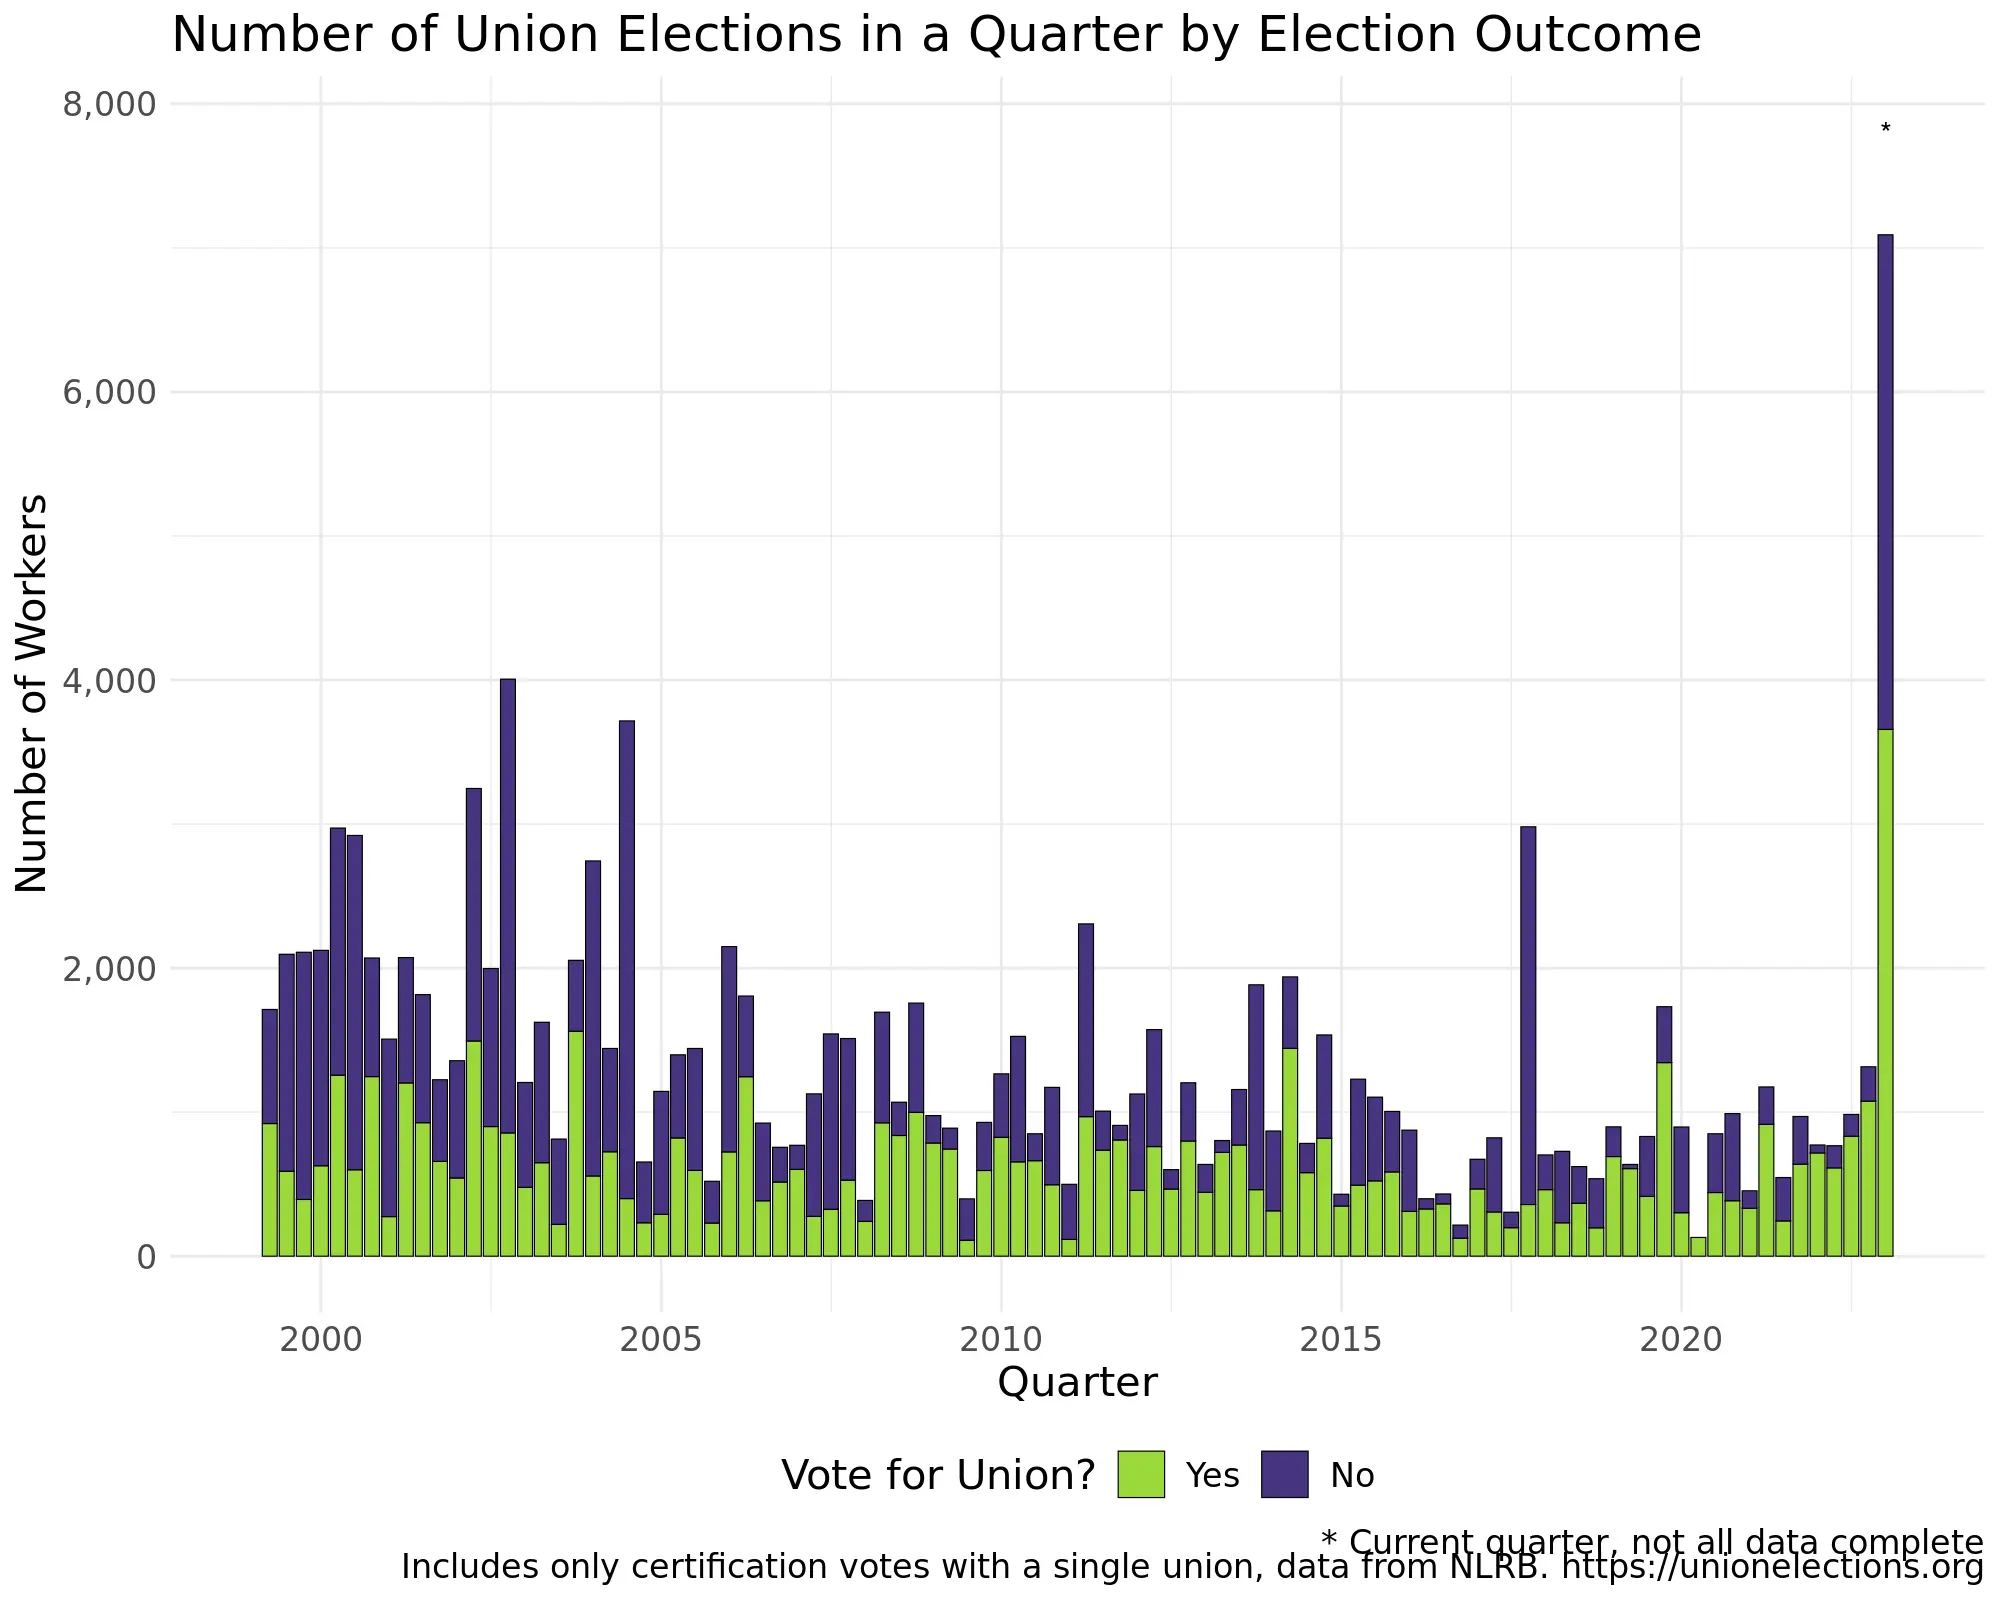 Number of Union Elections in a Quarter by Election Outcome
8,000
*
6,000
4,000
2,000
0
Number of Workers
2000 2005 2010 2015 2020
Quarter
Vote for Union? Yes No
* Current quarter, not all data complete
Includes only certification votes with a single union, data from NLRB. https://unionelections.org